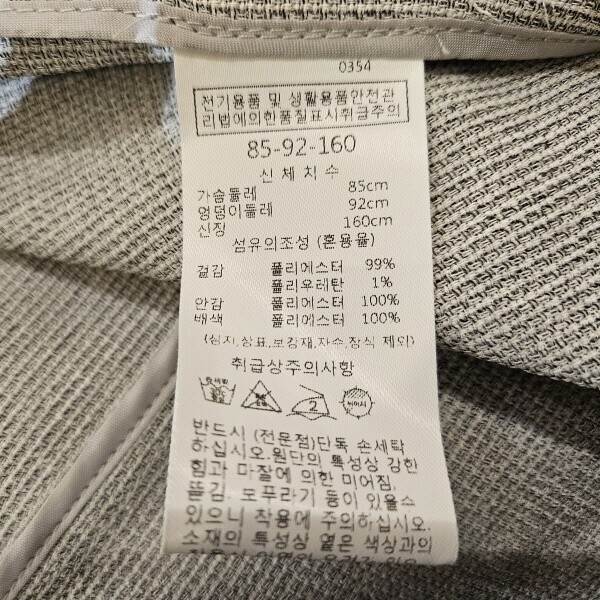 0354
전기용품 및 생활용품안전관
리법에의한품질표시취급주의
85-92-160
신체치수
가슴둘레 85cm
엉덩이둘레 92cm
신장 160cm
섬유의조성 (혼용율)
겉감 폴리에스터 99%
폴리우레탄 1%
안감 폴리에스터 100%
배색 폴리에스터 100%
(심지,상표,보강재,자수,장식 제외)
취급상주의사항
손세탁
2
드라이
반드시 (전문점)단독 손세탁
하십시오.원단의 특성상 강한
힘과 마찰에 의한 미어짐,
뜯김, 보푸라기 등이 있을수
있으니 착용에 주의하십시오.
소재의 특성상 옅은 색상과의